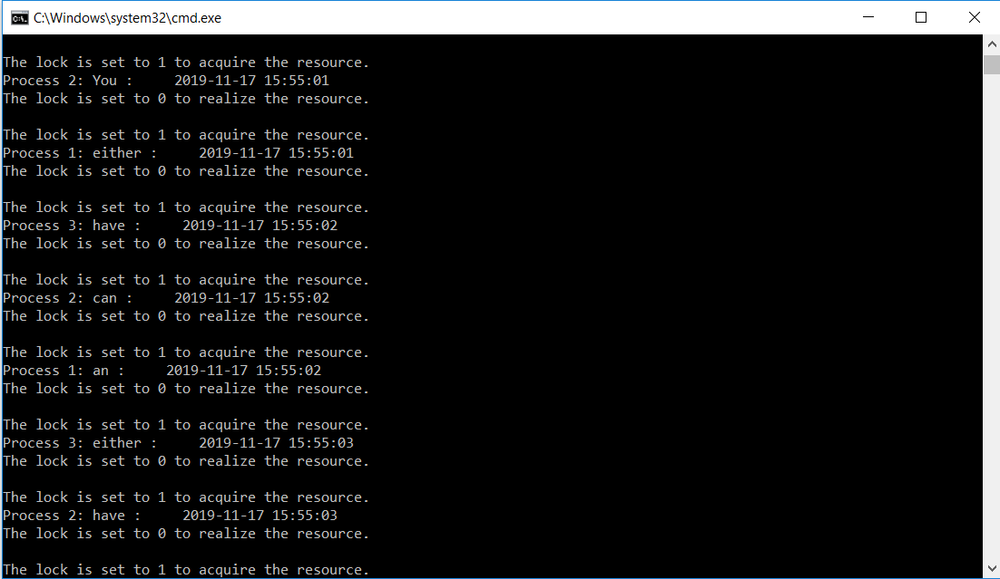 C:\Windows\system32\cmd.exe
The lock is set to 1 to acquire the resource.
Process 2: You :     2019-11-17 15:55:01
The lock is set to 0 to realize the resource.
The lock is set to 1 to acquire the resource.
Process 1: either :     2019-11-17 15:55:01
The lock is set to 0 to realize the resource.
The lock is set to 1 to acquire the resource.
Process 3: have :     2019-11-17 15:55:02
The lock is set to 0 to realize the resource.
The lock is set to 1 to acquire the resource.
Process 2: can :     2019-11-17 15:55:02
The lock is set to 0 to realize the resource.
The lock is set to 1 to acquire the resource.
Process 1: an :     2019-11-17 15:55:02
The lock is set to 0 to realize the resource.
The lock is set to 1 to acquire the resource.
Process 3: either :     2019-11-17 15:55:03
The lock is set to 0 to realize the resource.
The lock is set to 1 to acquire the resource.
Process 2: have :     2019-11-17 15:55:03
The lock is set to 0 to realize the resource.
The lock is set to 1 to acquire the resource.